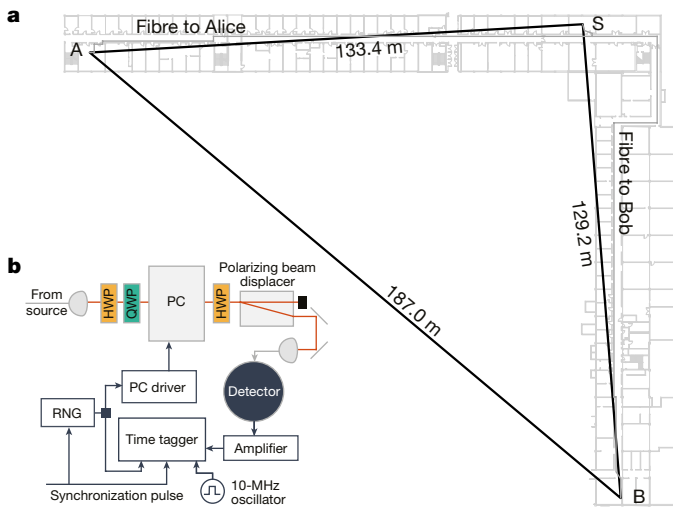 a
Fibre to Alice
A
S
133.4 m
Fibre to Bob
129.2 m
187.0 m
B
b
From
source
HWP
QWP
PC
HWP
Polarizing beam
displacer
PC driver
Detector
RNG
Time tagger
Amplifier
Synchronization pulse
10-MHz
oscillator